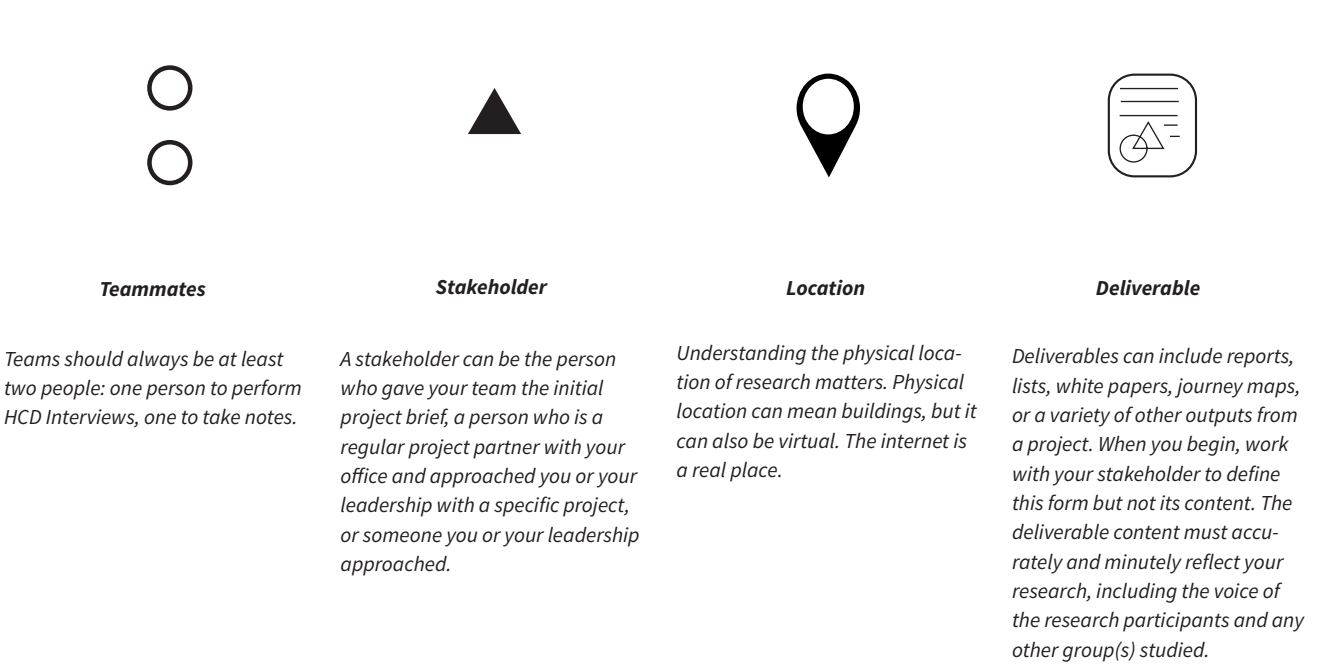 Teammates
Teams should always be at least
two people: one person to perform
HCD Interviews, one to take notes.
Stakeholder
A stakeholder can be the person
who gave your team the initial
project brief, a person who is a
regular project partner with your
office and approached you or your
leadership with a specific project,
or someone you or your leadership
approached.
Location
Understanding the physical loca-
tion of research matters. Physical
location can mean buildings, but it
can also be virtual. The internet is
a real place.
Deliverable
Deliverables can include reports,
lists, white papers, journey maps,
or a variety of other outputs from
a project. When you begin, work
with your stakeholder to define
this form but not its content. The
deliverable content must accu-
rately and minutely reflect your
research, including the voice of
the research participants and any
other group(s) studied.